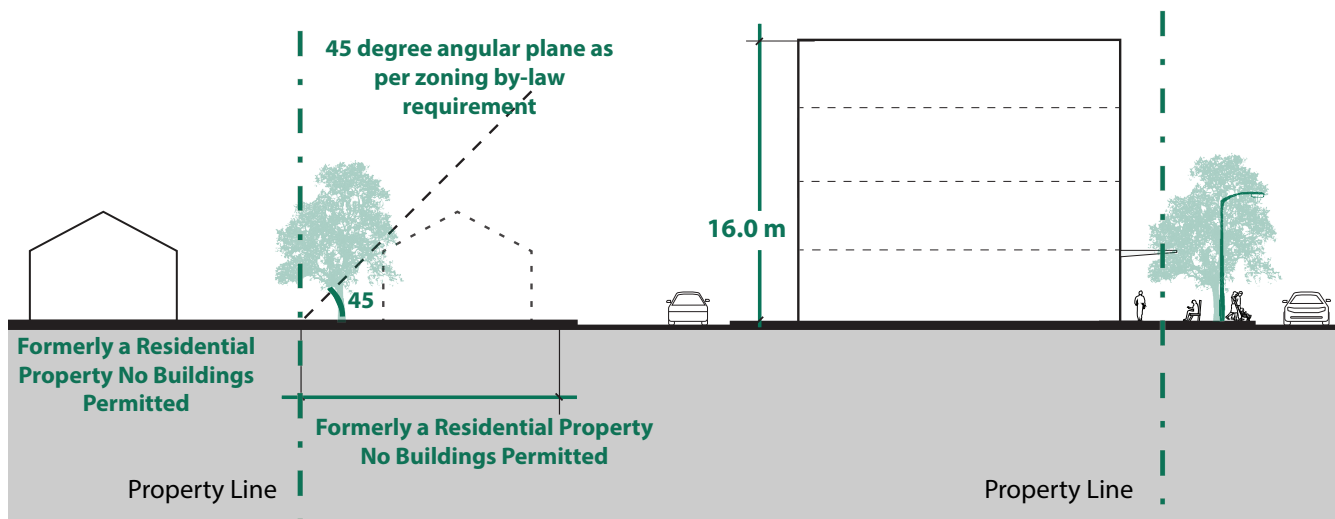 45 degree angular plane as
per zoning by-law
requirement
16.0 m
45
Formerly a Residential
Property No Buildings
Permitted
Formerly a Residential Property
No Buildings Permitted
Property Line
Property Line